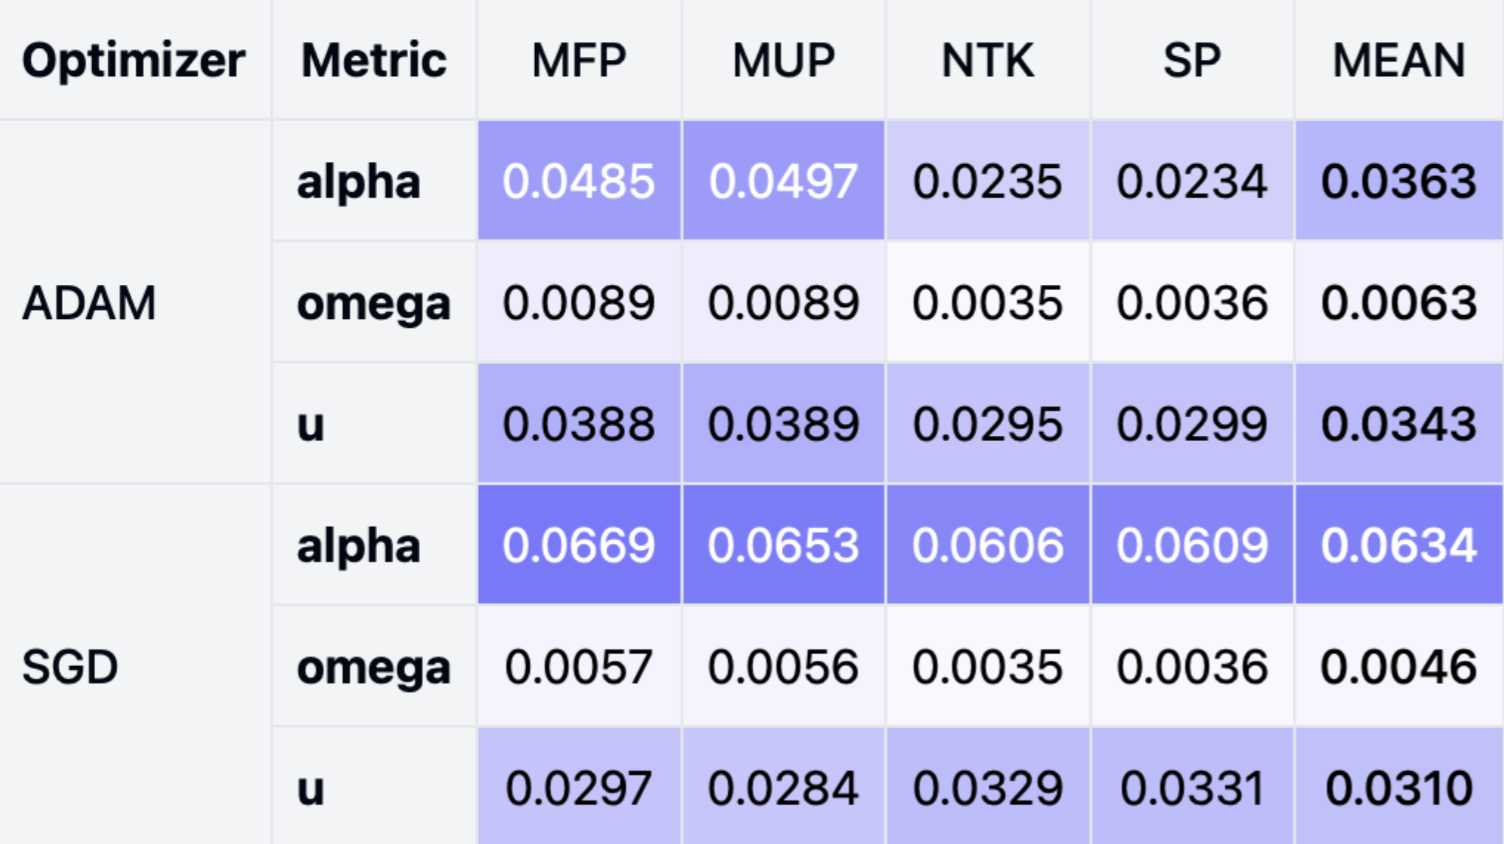 Optimizer Metric MFP MUP NTK SP MEAN
alpha 0.0485 0.0497 0.0235 0.0234 0.0363
ADAM omega 0.0089 0.0089 0.0035 0.0036 0.0063
u 0.0388 0.0389 0.0295 0.0299 0.0343
alpha 0.0669 0.0653 0.0606 0.0609 0.0634
SGD omega 0.0057 0.0056 0.0035 0.0036 0.0046
u 0.0297 0.0284 0.0329 0.0331 0.0310